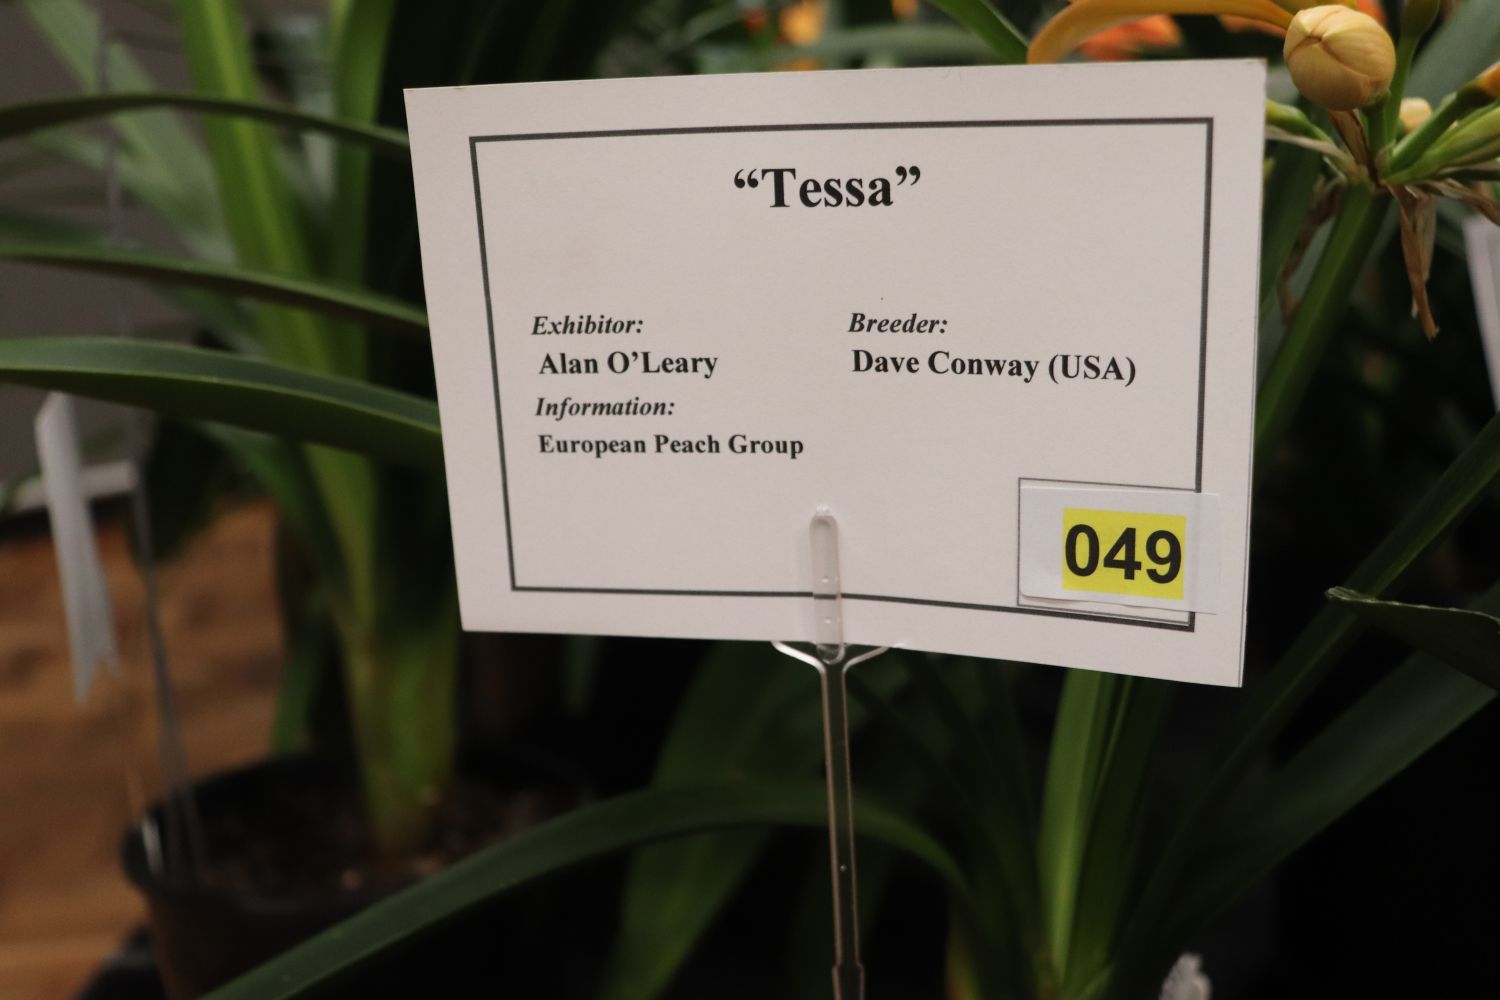 “Tessa”
Exhibitor:
Alan O’Leary
Breeder:
Dave Conway (USA)
Information:
European Peach Group
049